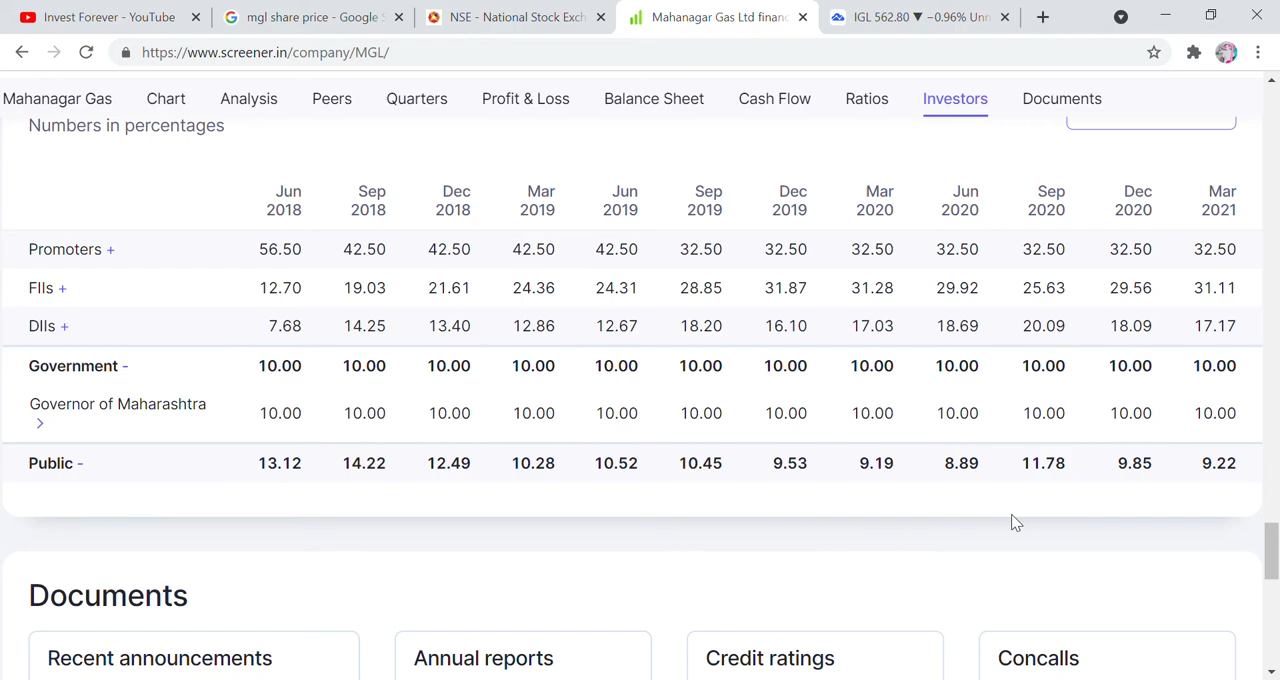 Invest Forever - YouTube
mgl share price - Google S
NSE - National Stock Exch
Mahanagar Gas Ltd financ
IGL 562.80 ▼ −0.96% Unn
https://www.screener.in/company/MGL/
Mahanagar Gas Chart Analysis Peers Quarters Profit & Loss Balance Sheet Cash Flow Ratios Investors Documents
Numbers in percentages
Jun 2018 Sep 2018 Dec 2018 Mar 2019 Jun 2019 Sep 2019 Dec 2019 Mar 2020 Jun 2020 Sep 2020 Dec 2020 Mar 2021
Promoters + 56.50 42.50 42.50 42.50 42.50 32.50 32.50 32.50 32.50 32.50 32.50 32.50
FIIs + 12.70 19.03 21.61 24.36 24.31 28.85 31.87 31.28 29.92 25.63 29.56 31.11
DIIs + 7.68 14.25 13.40 12.86 12.67 18.20 16.10 17.03 18.69 20.09 18.09 17.17
Government - 10.00 10.00 10.00 10.00 10.00 10.00 10.00 10.00 10.00 10.00 10.00 10.00
Governor of Maharashtra 10.00 10.00 10.00 10.00 10.00 10.00 10.00 10.00 10.00 10.00 10.00 10.00
Public - 13.12 14.22 12.49 10.28 10.52 10.45 9.53 9.19 8.89 11.78 9.85 9.22
Documents
Recent announcements Annual reports Credit ratings Concalls